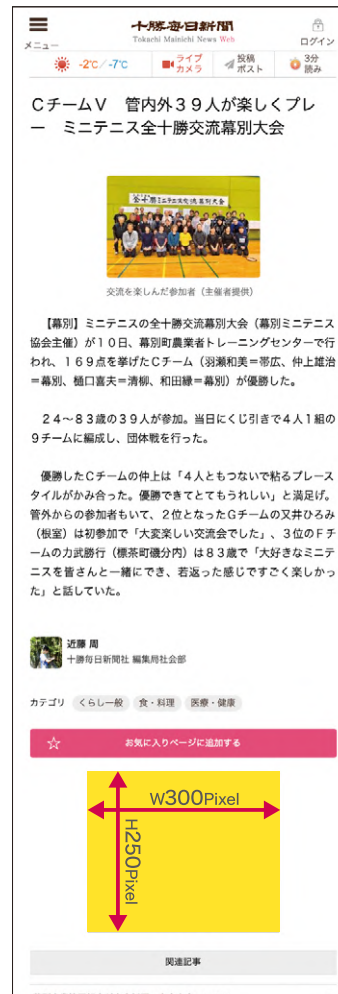 十勝毎日新聞
Tokachi Mainichi News Web
メニュー
ログイン
-2℃／-7℃
ライブ
カメラ
投稿
ポスト
3分
読み
ＣチームＶ　管内外３９人が楽しくプレ
ー　ミニテニス全十勝交流幕別大会
全十勝ミニテニス交流幕別大会
交流を楽しんだ参加者（主催者提供）
【幕別】ミニテニスの全十勝交流幕別大会（幕別ミニテニス
協会主催）が１０日、幕別町農業者トレーニングセンターで行
われ、１６９点を挙げたＣチーム（羽瀬和美＝帯広、仲上雄治
＝幕別、樋口喜夫＝清柳、和田縁＝幕別）が優勝した。
２４～８３歳の３９人が参加。当日にくじ引きで４人１組の
９チームに編成し、団体戦を行った。
優勝したＣチームの仲上は「４人ともつないで粘るプレース
タイルがかみ合った。優勝できてとてもうれしい」と満足げ。
管外からの参加者もいて、２位となったＧチームの又井ひろみ
（根室）は初参加で「大変楽しい交流会でした」、３位のＦチ
ームの力武勝行（標茶町磯分内）は８３歳で「大好きなミニテ
ニスを皆さんと一緒にでき、若返った感じですごく楽しかっ
た」と話していた。
近藤 周
十勝毎日新聞社 編集局社会部
カテゴリ　くらし一般　食・料理　医療・健康
☆　お気に入りページに追加する
W300Pixel
H250Pixel
関連記事